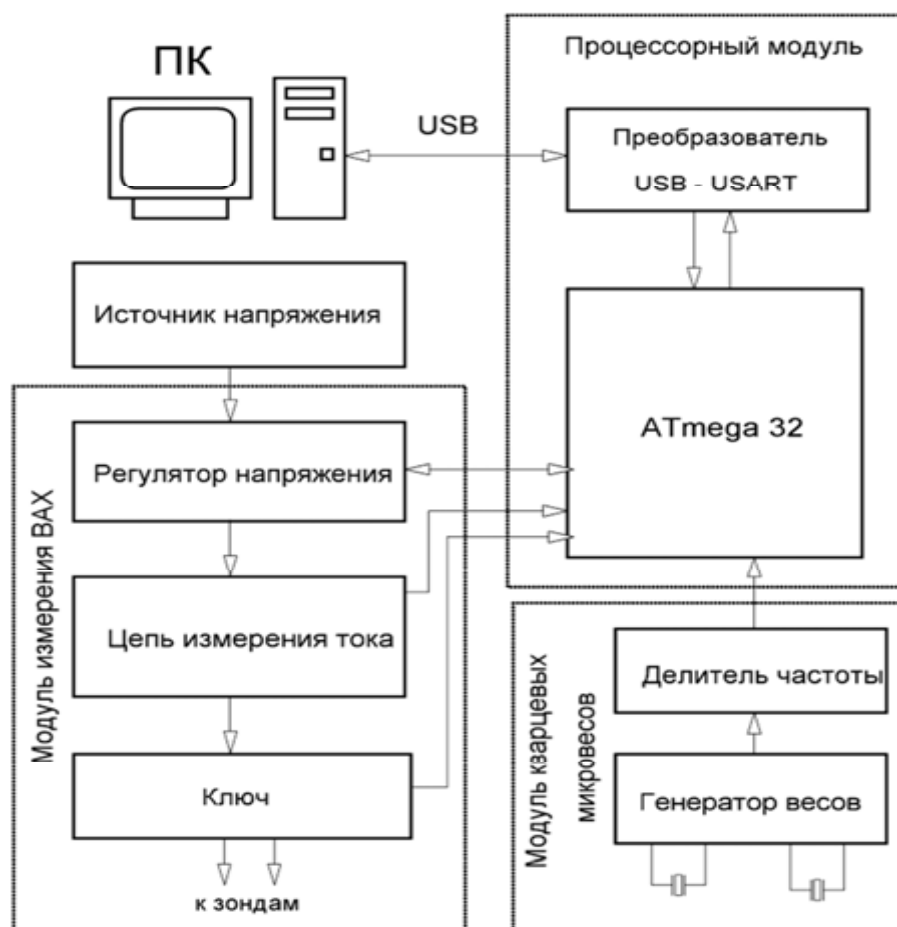 ПК
USB
Процессорный модуль
Преобразователь
USB - USART
Источник напряжения
ATmega 32
Модуль измерения ВАХ
Регулятор напряжения
Цепь измерения тока
Ключ
к зондам
Модуль кварцевых
микровесов
Делитель частоты
Генератор весов